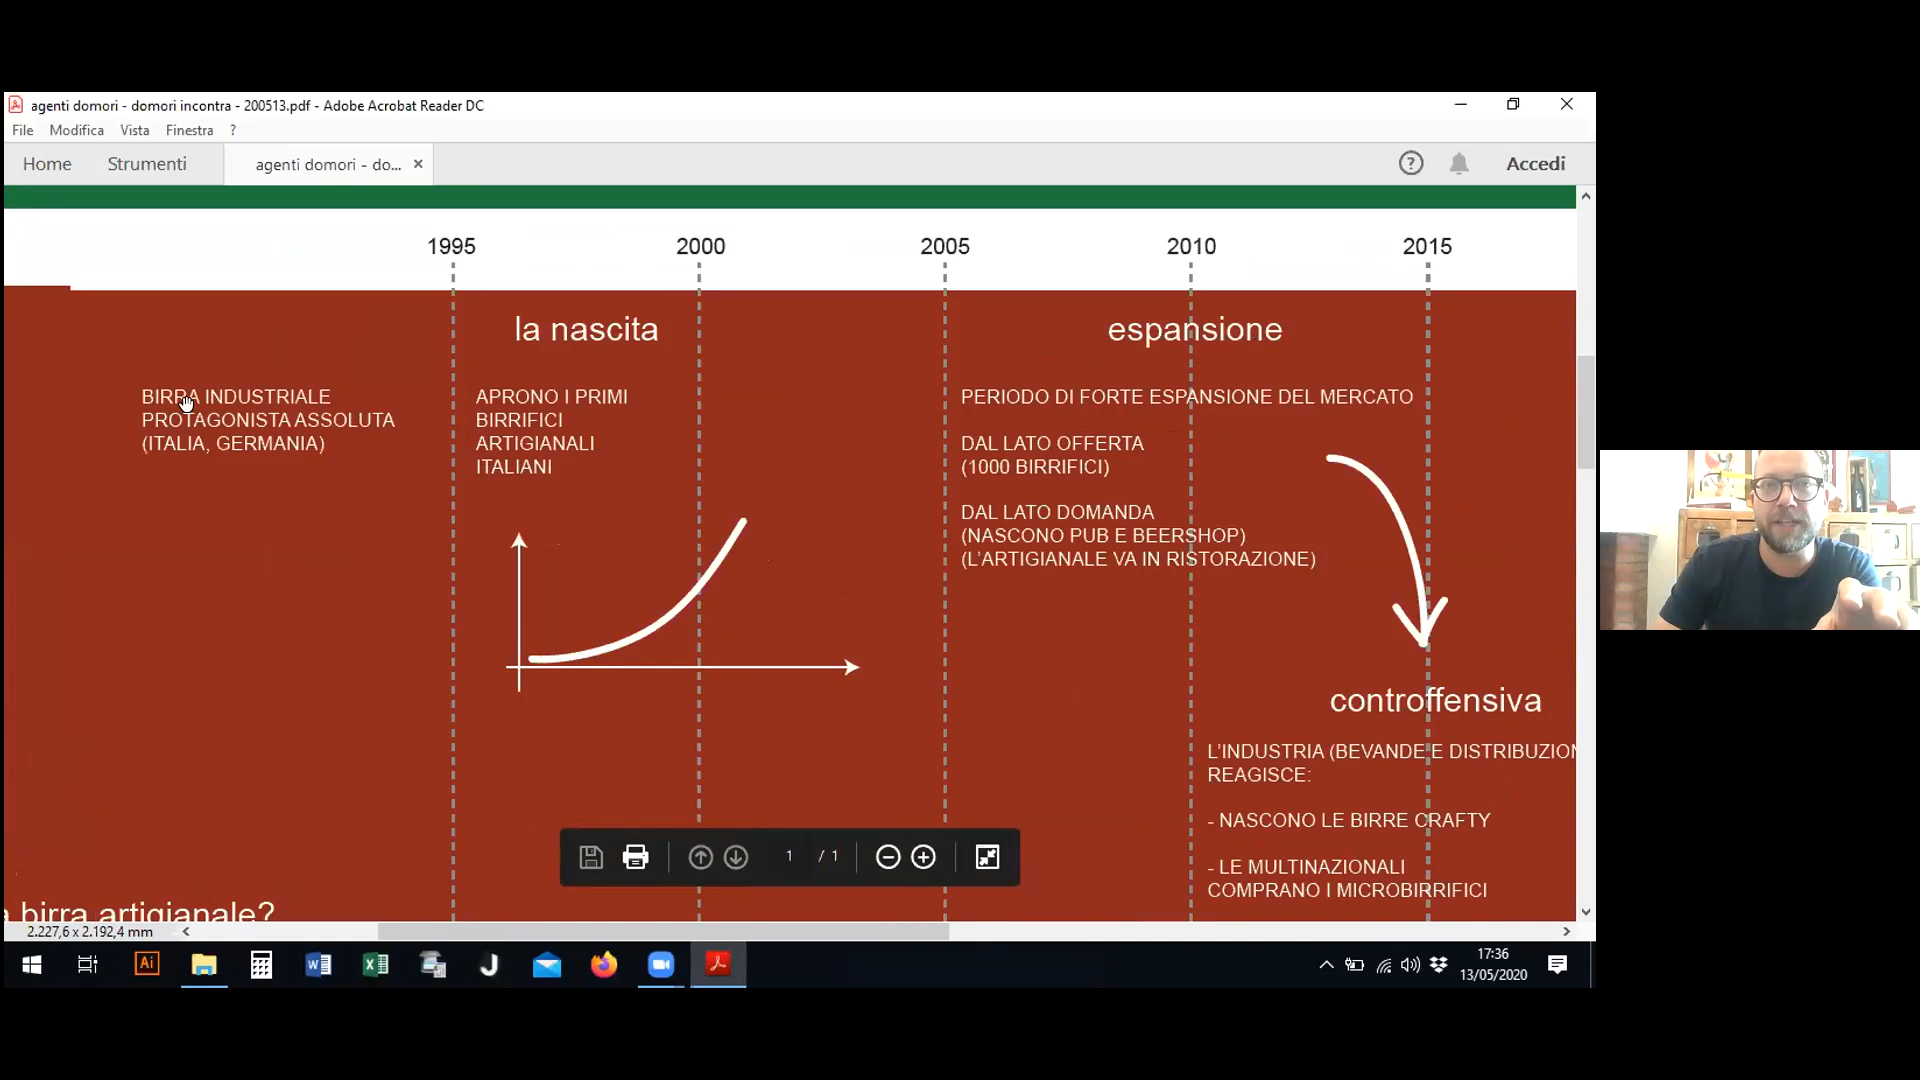 agenti domori - domori incontra - 200513.pdf - Adobe Acrobat Reader DC
File Modifica Vista Finestra ?
Home Strumenti agenti domori - do... Accedi
1995 2000 2005 2010 2015
la nascita
espansione
BIRRA INDUSTRIALE
PROTAGONISTA ASSOLUTA
(ITALIA, GERMANIA)
APRONO I PRIMI
BIRRIFICI
ARTIGIANALI
ITALIANI
PERIODO DI FORTE ESPANSIONE DEL MERCATO
DAL LATO OFFERTA
(1000 BIRRIFICI)
DAL LATO DOMANDA
(NASCONO PUB E BEERSHOP)
(L'ARTIGIANALE VA IN RISTORAZIONE)
controffensiva
L'INDUSTRIA (BEVANDE E DISTRIBUZION
REAGISCE:
- NASCONO LE BIRRE CRAFTY
- LE MULTINAZIONALI
COMPRANO I MICROBIRRIFICI
1 / 1
a birra artigianale?
2.227,6 x 2.192,4 mm
17:36
13/05/2020